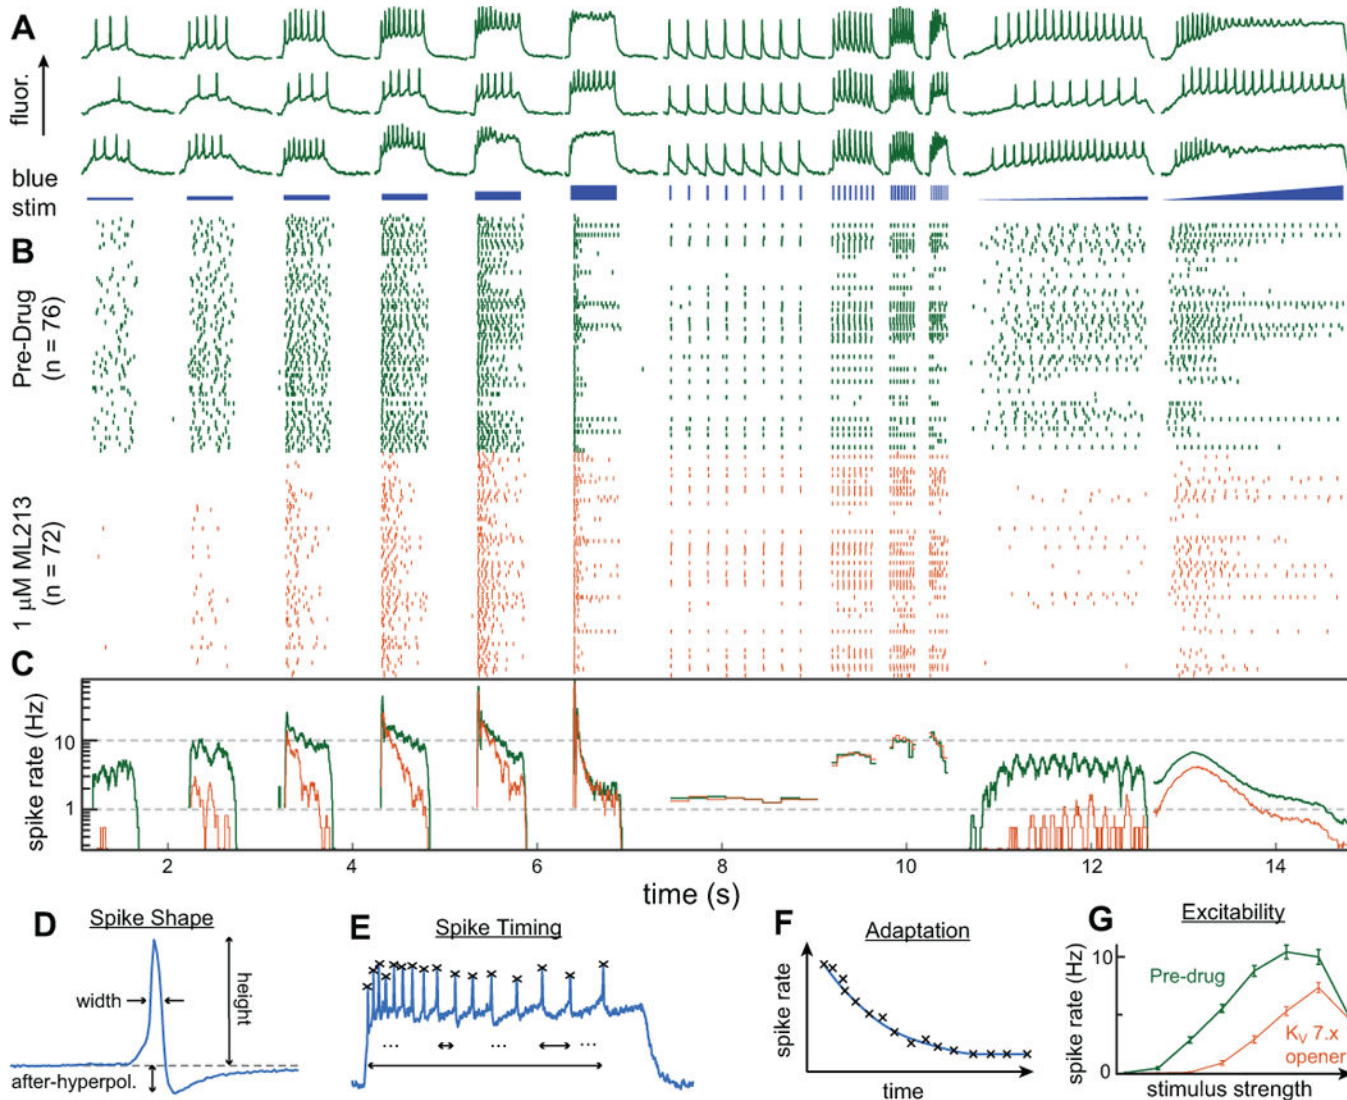 A
fluor.
blue
stim
B
Pre-Drug
(n = 76)
1 μM ML213
(n = 72)
C
spike rate (Hz)
10
1
2
4
6
8
10
12
14
time (s)
D
Spike Shape
width
height
after-hyperpol.
E
Spike Timing
...
...
...
F
Adaptation
spike rate
time
G
Excitability
spike rate (Hz)
10
0
Pre-drug
KV 7.x
opener
stimulus strength